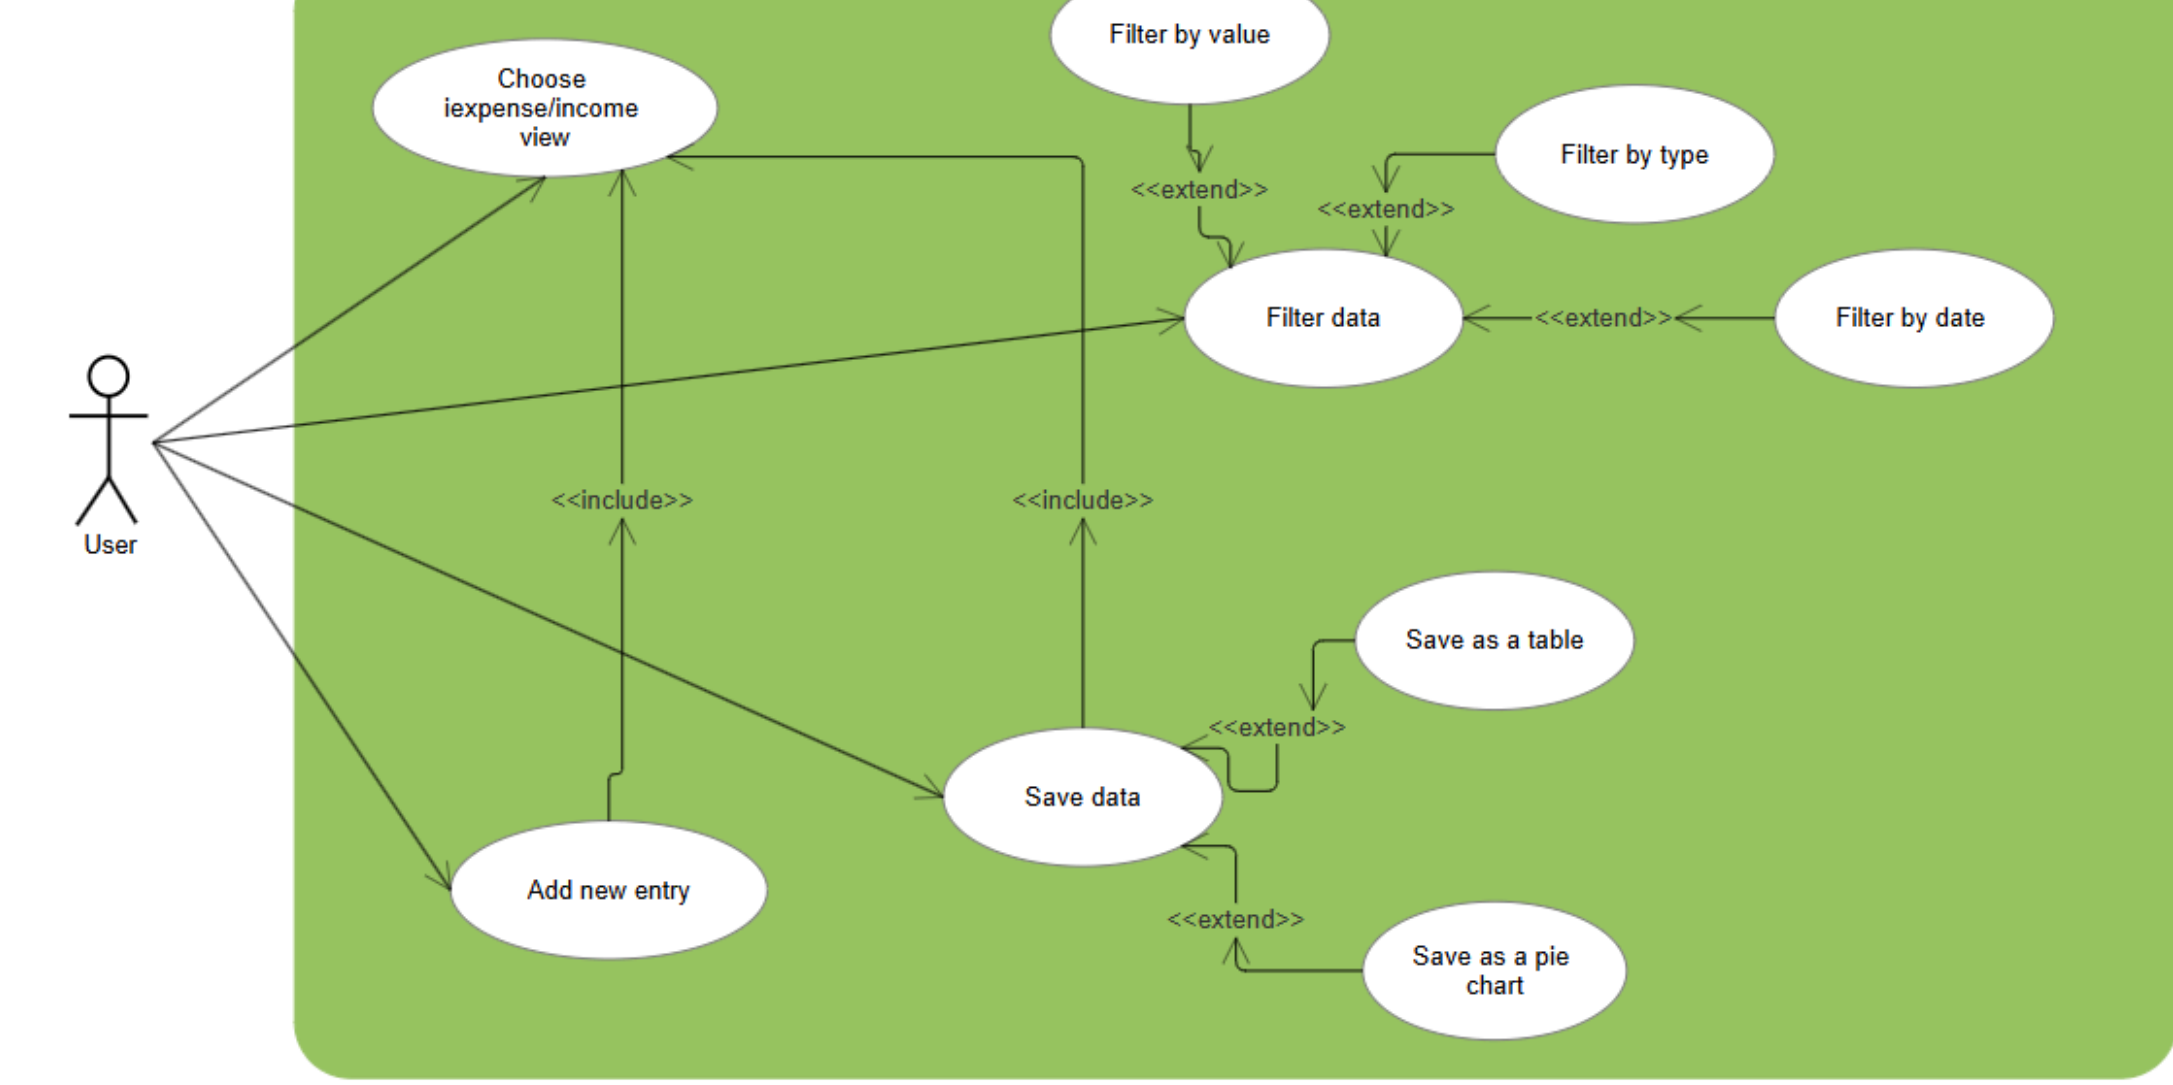 Filter by value
Choose
iexpense/income
view
Filter by type
<<extend>>
<<extend>>
Filter data
<<extend>>
Filter by date
<<include>>
<<include>>
User
Save as a table
<<extend>>
Save data
Add new entry
<<extend>>
Save as a pie
chart